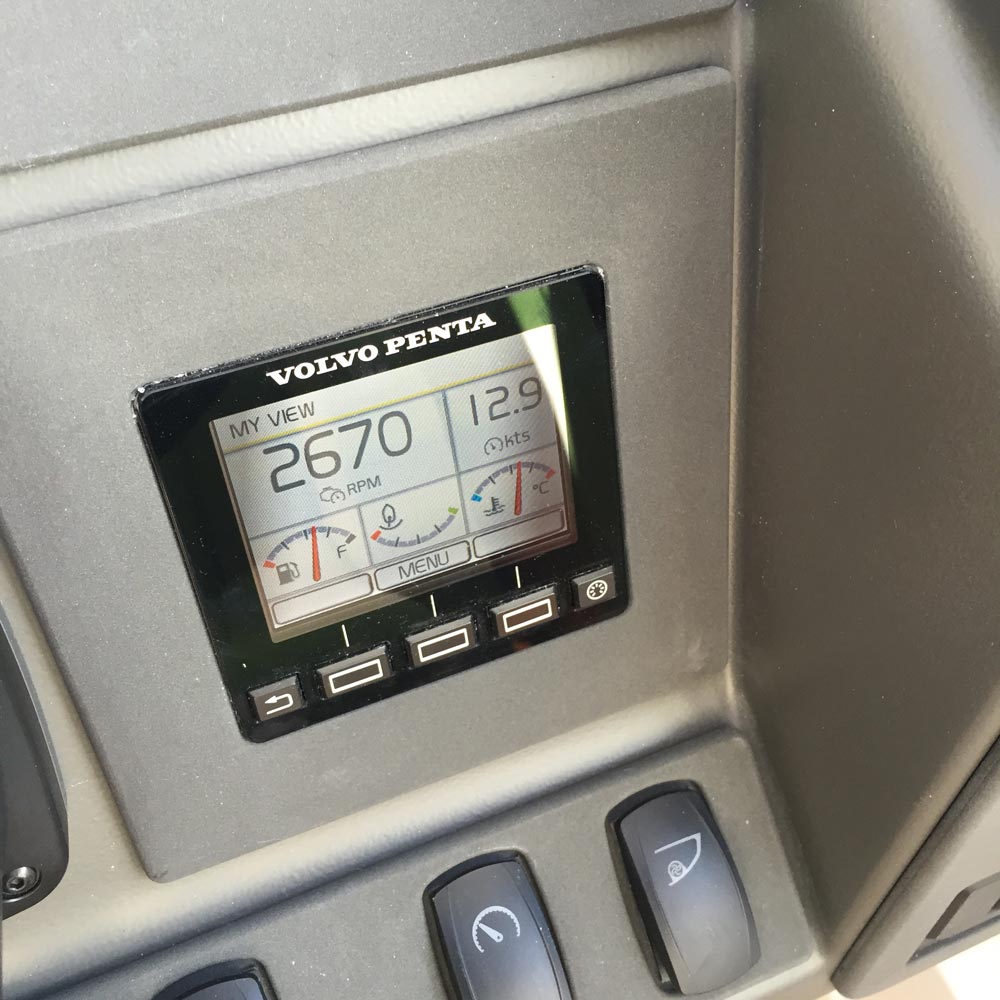 VOLVO PENTA
MY VIEW
2670
RPM
12.9
kts
F
°C
MENU